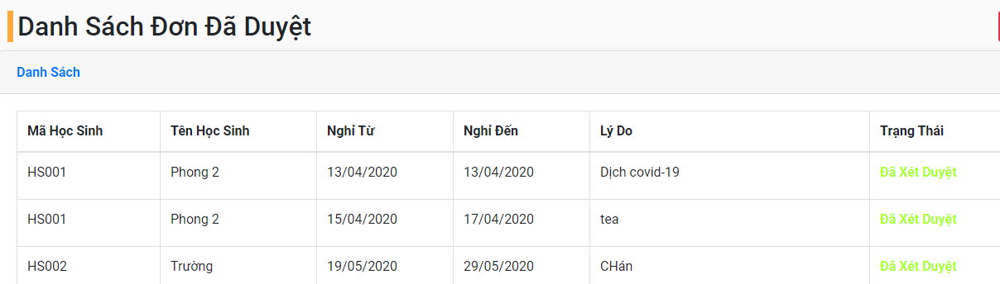 Danh Sách Đơn Đã Duyệt
Danh Sách
Mã Học Sinh Tên Học Sinh Nghỉ Từ Nghỉ Đến Lý Do Trạng Thái
HS001 Phong 2 13/04/2020 13/04/2020 Dịch covid-19 Đã Xét Duyệt
HS001 Phong 2 15/04/2020 17/04/2020 tea Đã Xét Duyệt
HS002 Trường 19/05/2020 29/05/2020 CHán Đã Xét Duyệt